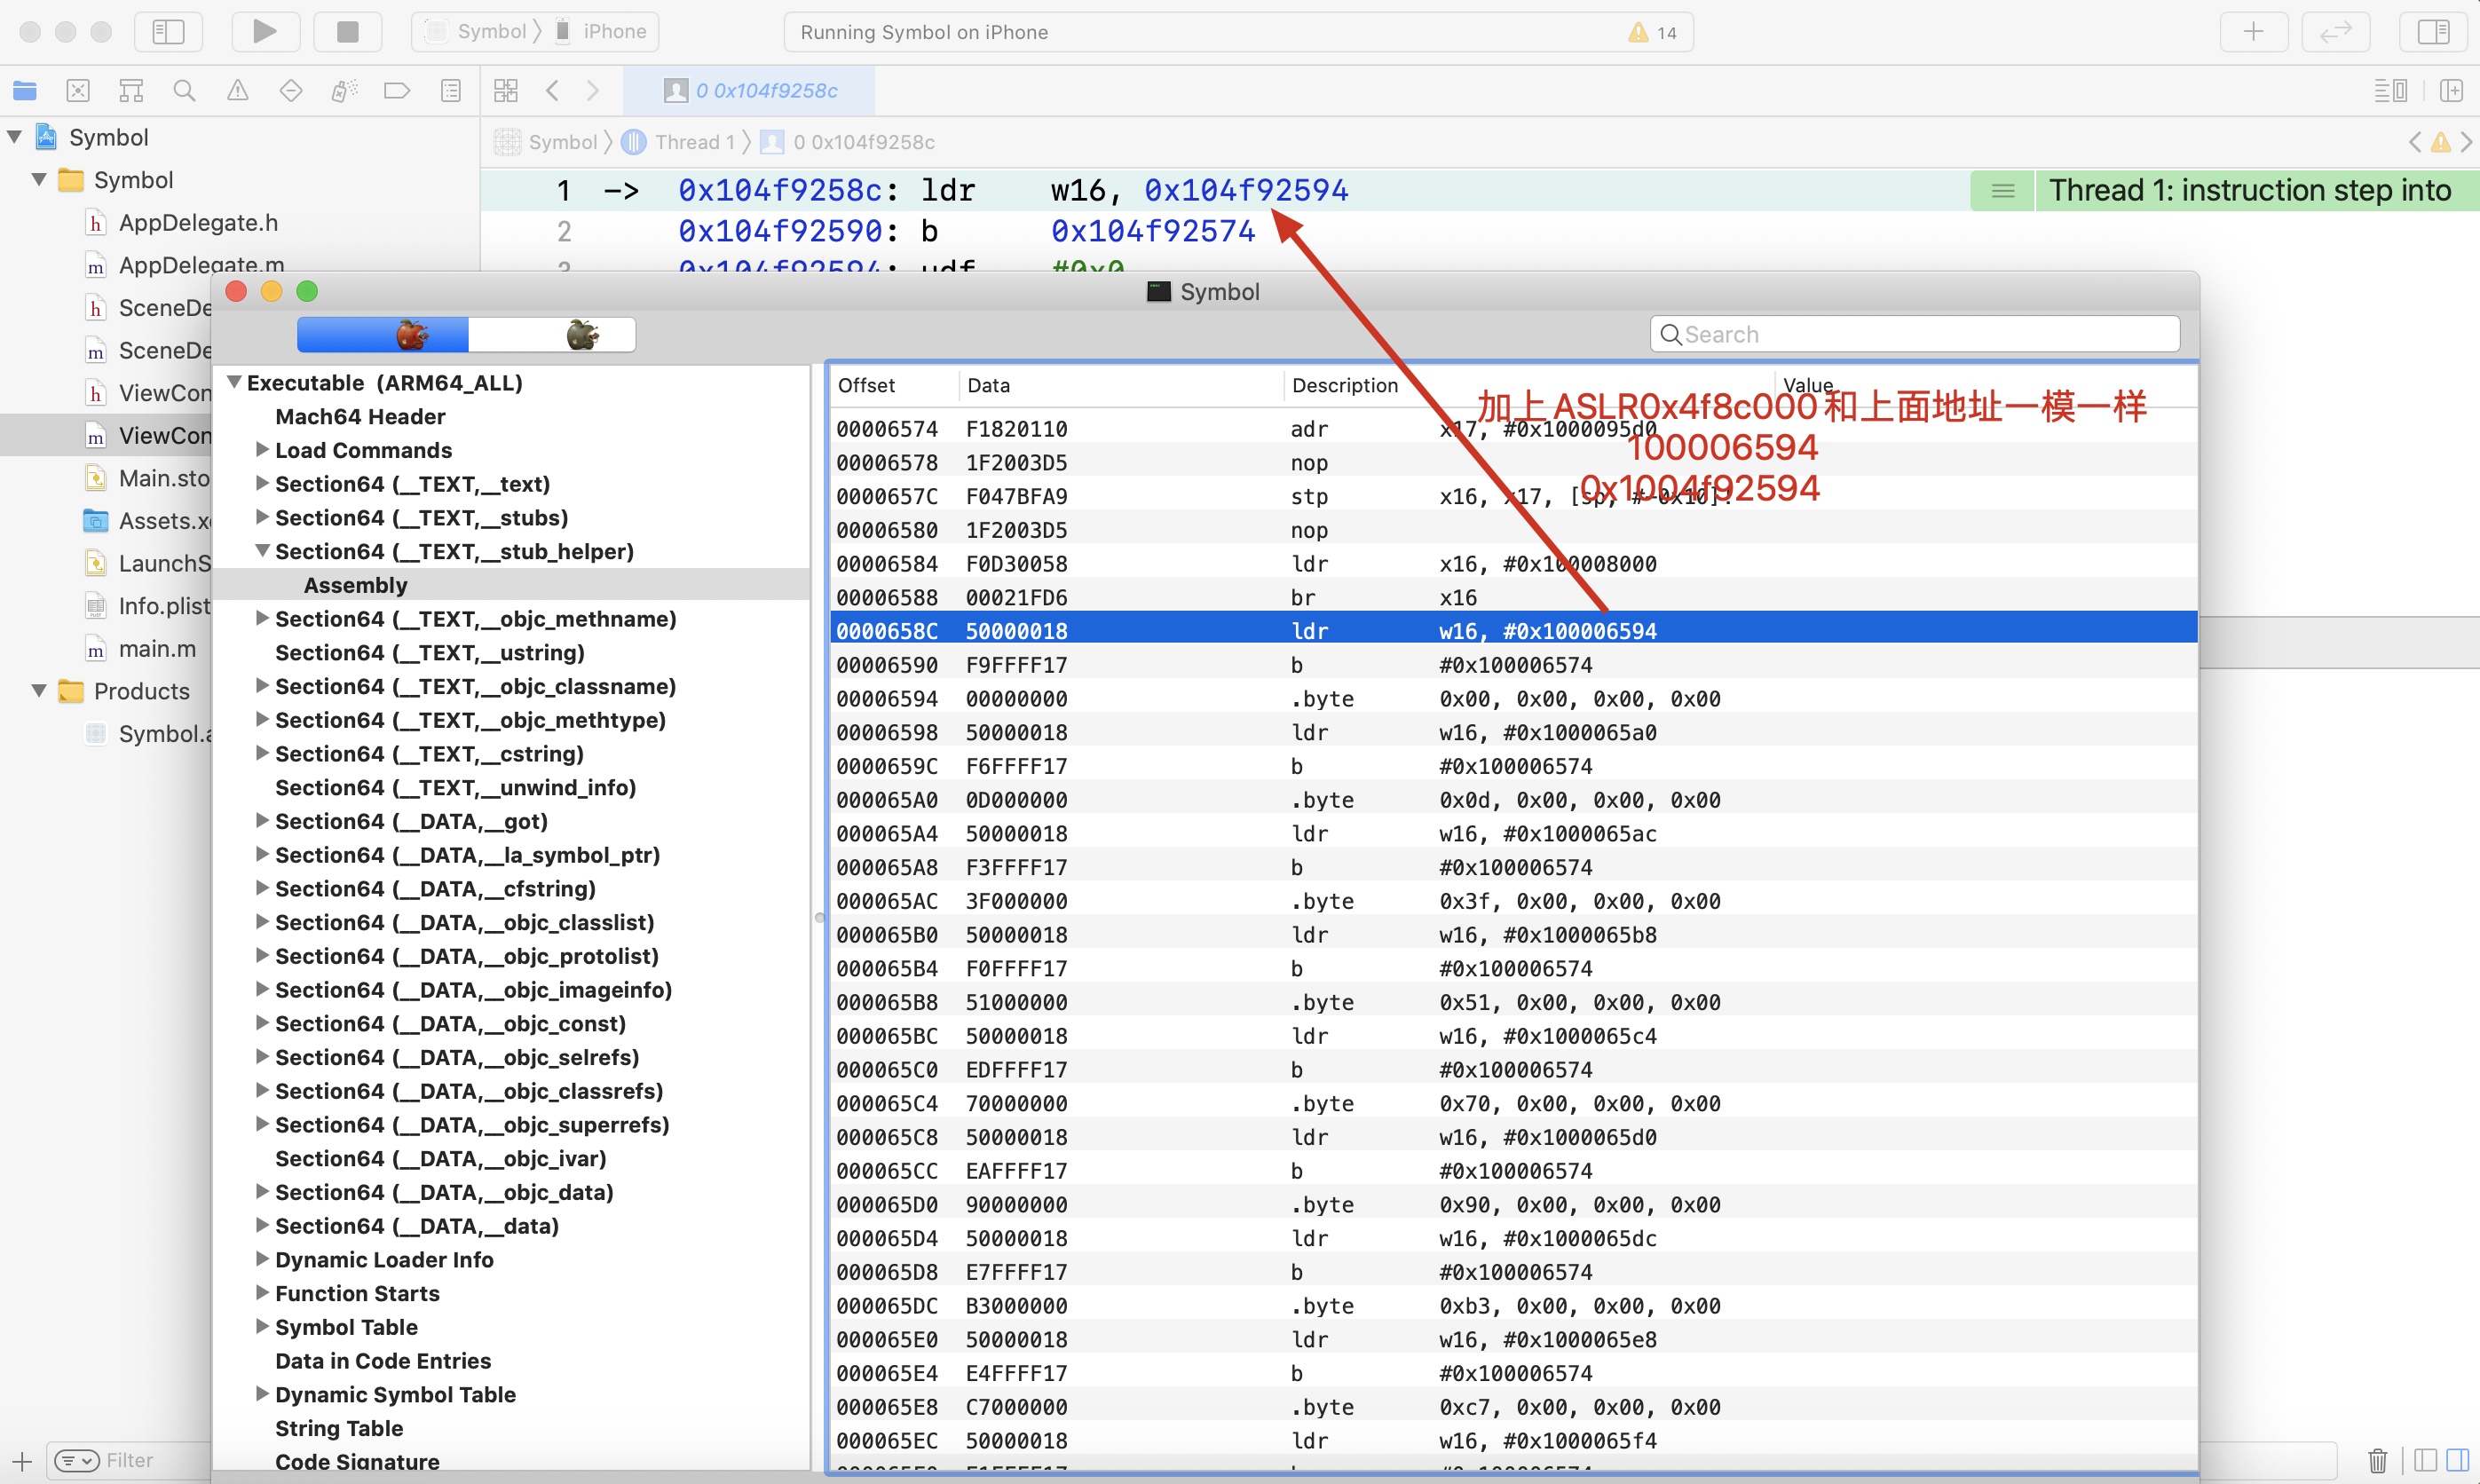 Symbol 〉 iPhone
Running Symbol on iPhone
14
0 0x104f9258c
Symbol
Symbol 〉 Thread 1 〉 0 0x104f9258c
Symbol
AppDelegate.h
AppDelegate.m
SceneDe
SceneDe
ViewCon
ViewCon
Main.sto
Assets.x
LaunchS
Info.plist
main.m
Products
Symbol.a
Filter
1 -> 0x104f9258c: ldr w16, 0x104f92594
Thread 1: instruction step into
2 0x104f92590: b 0x104f92574
3 0x104f92594: udf #0x0
Symbol
Search
Executable (ARM64_ALL)
Mach64 Header
Load Commands
Section64 (__TEXT,__text)
Section64 (__TEXT,__stubs)
Section64 (__TEXT,__stub_helper)
Assembly
Section64 (__TEXT,__objc_methname)
Section64 (__TEXT,__ustring)
Section64 (__TEXT,__objc_classname)
Section64 (__TEXT,__objc_methtype)
Section64 (__TEXT,__cstring)
Section64 (__TEXT,__unwind_info)
Section64 (__DATA,__got)
Section64 (__DATA,__la_symbol_ptr)
Section64 (__DATA,__cfstring)
Section64 (__DATA,__objc_classlist)
Section64 (__DATA,__objc_protolist)
Section64 (__DATA,__objc_imageinfo)
Section64 (__DATA,__objc_const)
Section64 (__DATA,__objc_selrefs)
Section64 (__DATA,__objc_classrefs)
Section64 (__DATA,__objc_superrefs)
Section64 (__DATA,__objc_ivar)
Section64 (__DATA,__objc_data)
Section64 (__DATA,__data)
Dynamic Loader Info
Function Starts
Symbol Table
Data in Code Entries
Dynamic Symbol Table
String Table
Code Signature
Offset Data Description Value
加上ASLR0x4f8c000和上面地址一模一样
100006594
0x1004f92594
00006574 F1820110 adr x17, #0x1000095d0
00006578 1F2003D5 nop
0000657C F047BFA9 stp x16, x17, [sp, #-0x10]!
00006580 1F2003D5 nop
00006584 F0D30058 ldr x16, #0x100008000
00006588 00021FD6 br x16
0000658C 50000018 ldr w16, #0x100006594
00006590 F9FFFF17 b #0x100006574
00006594 00000000 .byte 0x00, 0x00, 0x00, 0x00
00006598 50000018 ldr w16, #0x1000065a0
0000659C F6FFFF17 b #0x100006574
000065A0 0D000000 .byte 0x0d, 0x00, 0x00, 0x00
000065A4 50000018 ldr w16, #0x1000065ac
000065A8 F3FFFF17 b #0x100006574
000065AC 3F000000 .byte 0x3f, 0x00, 0x00, 0x00
000065B0 50000018 ldr w16, #0x1000065b8
000065B4 F0FFFF17 b #0x100006574
000065B8 51000000 .byte 0x51, 0x00, 0x00, 0x00
000065BC 50000018 ldr w16, #0x1000065c4
000065C0 EDFFFF17 b #0x100006574
000065C4 70000000 .byte 0x70, 0x00, 0x00, 0x00
000065C8 50000018 ldr w16, #0x1000065d0
000065CC EAFFFF17 b #0x100006574
000065D0 90000000 .byte 0x90, 0x00, 0x00, 0x00
000065D4 50000018 ldr w16, #0x1000065dc
000065D8 E7FFFF17 b #0x100006574
000065DC B3000000 .byte 0xb3, 0x00, 0x00, 0x00
000065E0 50000018 ldr w16, #0x1000065e8
000065E4 E4FFFF17 b #0x100006574
000065E8 C7000000 .byte 0xc7, 0x00, 0x00, 0x00
000065EC 50000018 ldr w16, #0x1000065f4